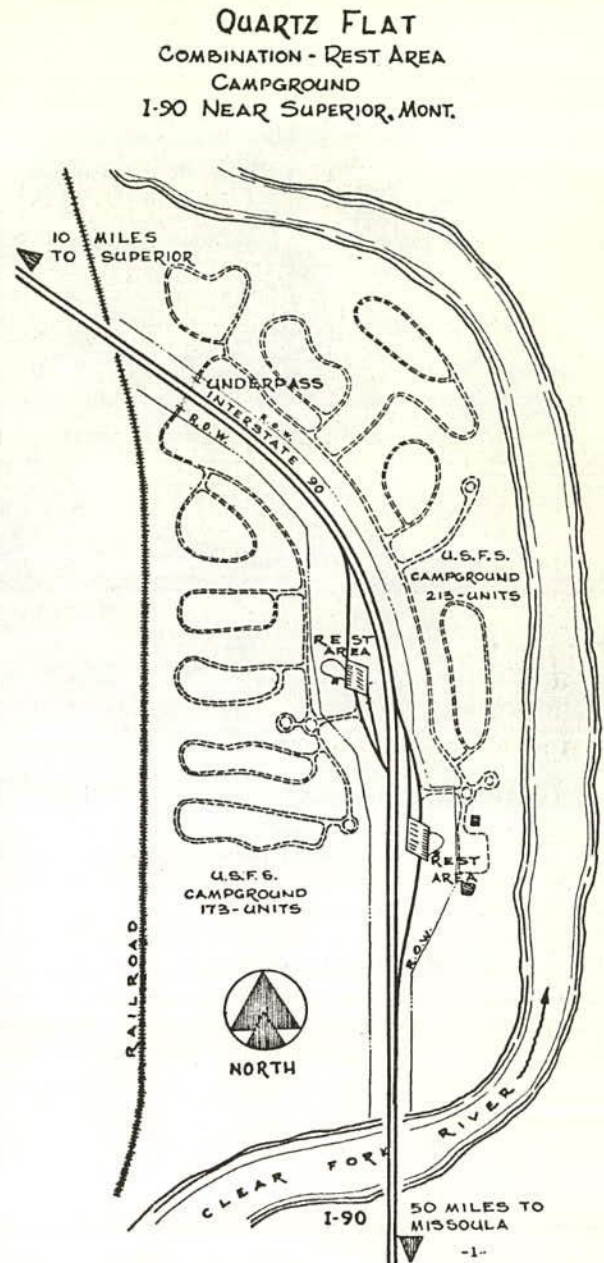 QUARTZ FLAT
COMBINATION - REST AREA
CAMPGROUND
I-90 NEAR SUPERIOR, MONT.
10 MILES
TO SUPERIOR
UNDERPASS
R.O.W.
INTERSTATE 90
R.O.W.
U.S.F.S.
CAMPGROUND
213-UNITS
REST
AREA
REST
AREA
U.S.F.S.
CAMPGROUND
173-UNITS
R.O.W.
RAILROAD
NORTH
CLEAR FORK RIVER
I-90
50 MILES TO
MISSOULA
-1-